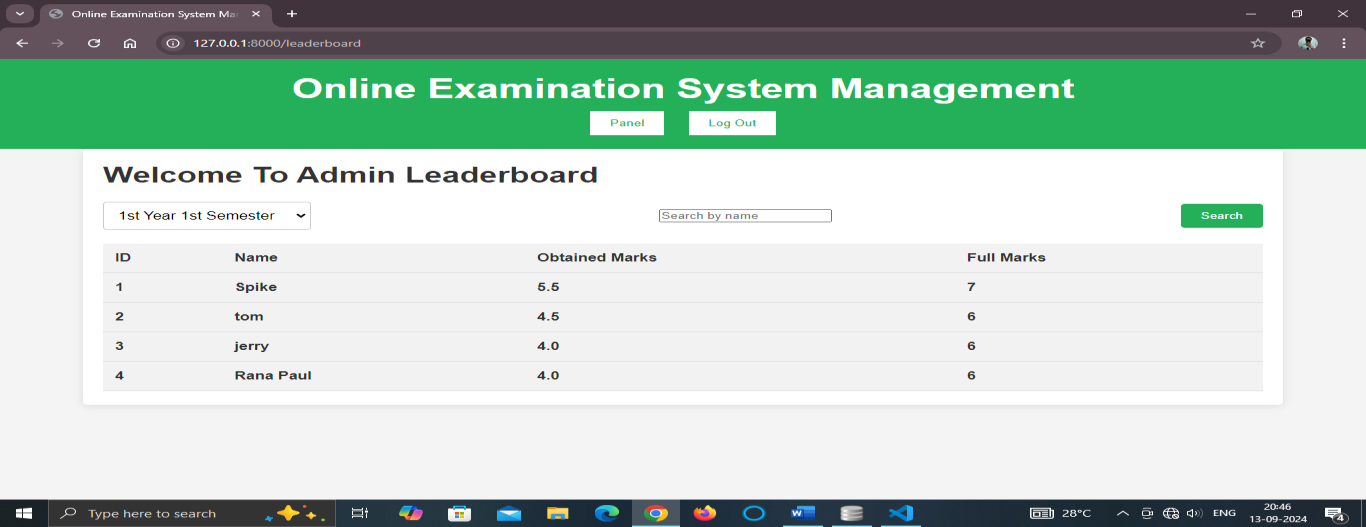 Online Examination System Ma
127.0.0.1:8000/leaderboard
Online Examination System Management
Panel Log Out
Welcome To Admin Leaderboard
1st Year 1st Semester Search by name Search
ID Name Obtained Marks Full Marks
1 Spike 5.5 7
2 tom 4.5 6
3 jerry 4.0 6
4 Rana Paul 4.0 6
Type here to search 28°C ENG 20:46
13-09-2024 4